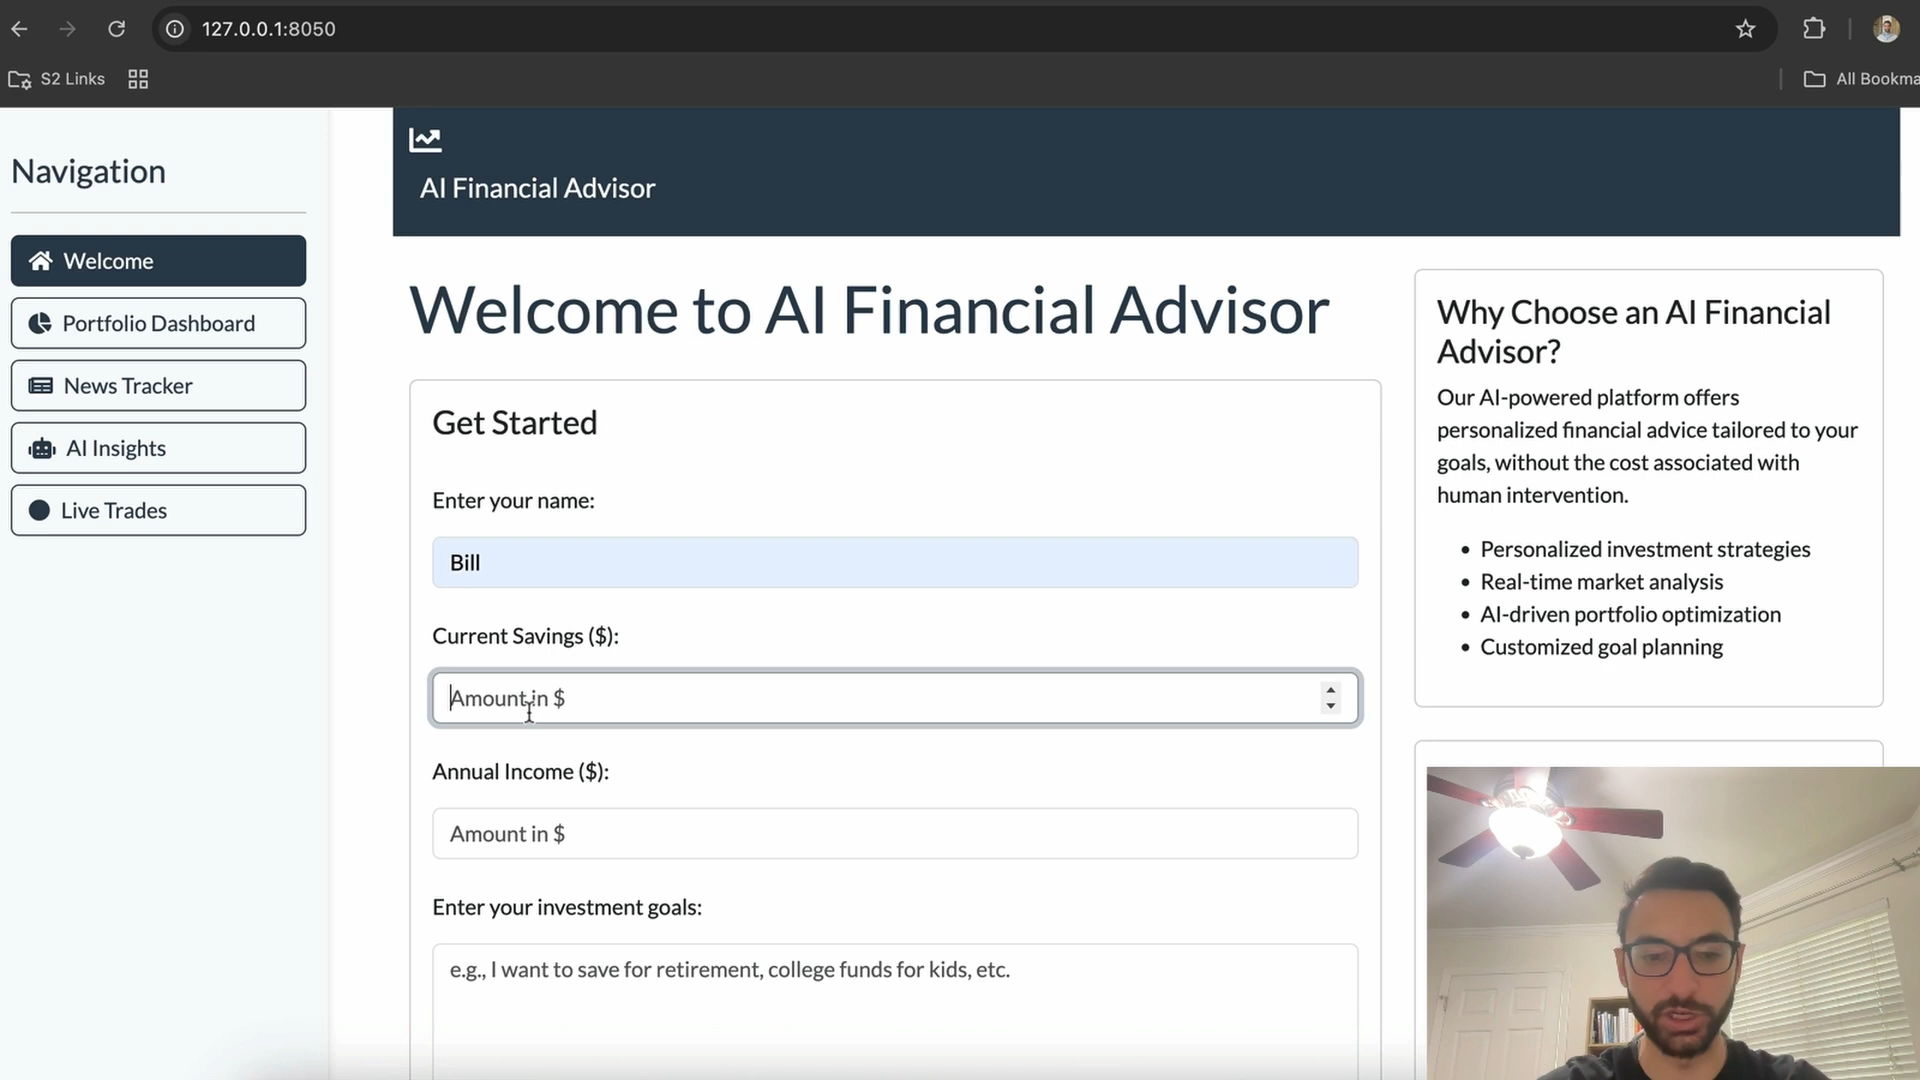 127.0.0.1:8050
S2 Links
All Bookma
Navigation
Welcome
Portfolio Dashboard
News Tracker
AI Insights
Live Trades
AI Financial Advisor
Welcome to AI Financial Advisor
Get Started
Enter your name:
Bill
Current Savings ($):
Amount in $
Annual Income ($):
Amount in $
Enter your investment goals:
e.g., I want to save for retirement, college funds for kids, etc.
Why Choose an AI Financial
Advisor?
Our AI-powered platform offers
personalized financial advice tailored to your
goals, without the cost associated with
human intervention.
• Personalized investment strategies
• Real-time market analysis
• AI-driven portfolio optimization
• Customized goal planning